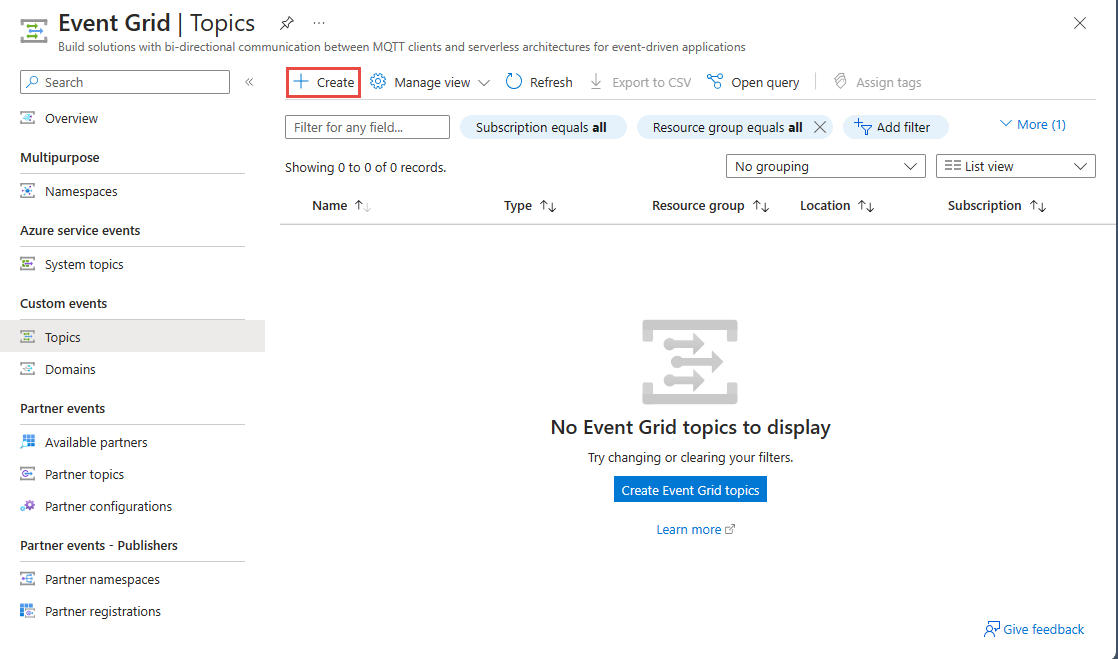 Event Grid | Topics
Build solutions with bi-directional communication between MQTT clients and serverless architectures for event-driven applications
Search
Overview
Multipurpose
Namespaces
Azure service events
System topics
Custom events
Topics
Domains
Partner events
Available partners
Partner topics
Partner configurations
Partner events - Publishers
Partner namespaces
Partner registrations
Create Manage view Refresh Export to CSV Open query Assign tags
Filter for any field... Subscription equals all Resource group equals all Add filter More (1)
Showing 0 to 0 of 0 records. No grouping List view
Name Type Resource group Location Subscription
No Event Grid topics to display
Try changing or clearing your filters.
Create Event Grid topics
Learn more
Give feedback